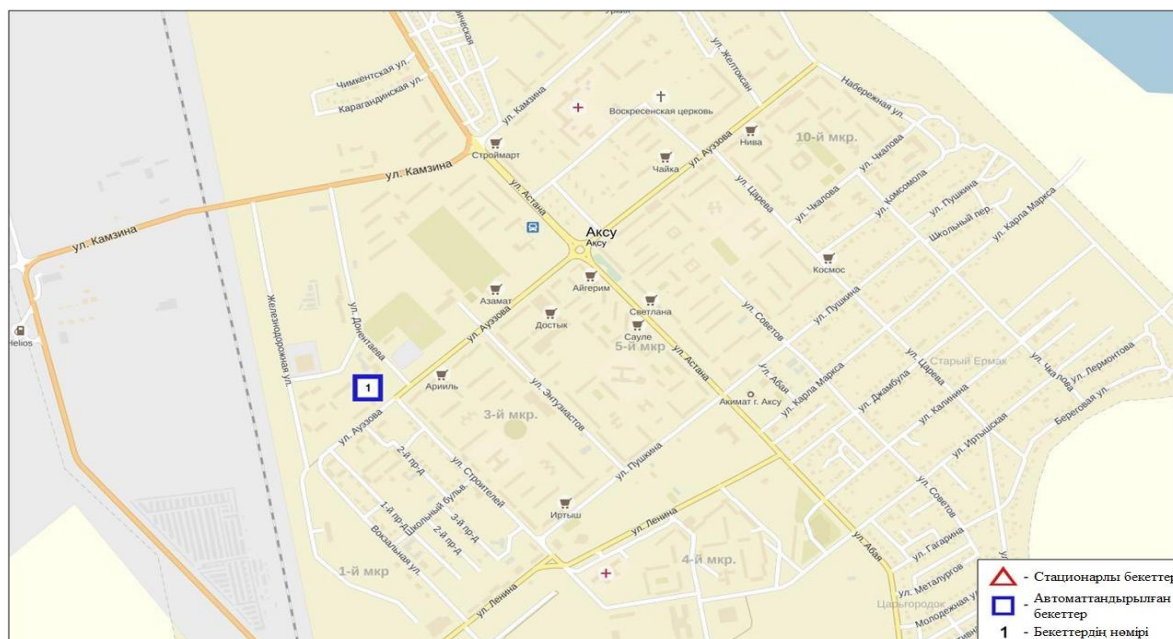 Чимкентская ул.
Карагандинская ул.
ул. Камзина
Воскресенская церковь
ул. Желтоксан
Набережная ул.
Строймарт
Чайка
Нива
10-й мкр.
ул. Ауэзова
ул. Камзина
ул. Камзина
ул. Астана
ул. Царева
ул. Чкалова
ул. Чкалова
ул. Комсомола
ул. Пушкина
Школьный пер.
ул. Карла Маркса
Аксу
Аксу
Космос
Айгерим
Азамат
Достык
Светлана
Сауле
5-й мкр
Helios
Железнодорожная ул.
ул. Донентаева
ул. Ауэзова
ул. Советов
ул. Пушкина
ул. Астана
ул. Абая
Акимат г. Аксу
ул. Карла Маркса
ул. Джамбула
ул. Царева
ул. Калинина
Старый Ермак
ул. Лермонтова
Береговая ул.
ул. Иртышская
1
Арииль
3-й мкр.
ул. Энтузиастов
ул. Ауэзова
2-й пр-д
ул. Строителей
ул. Пушкина
1-й пр-д
Школьный бульв.
3-й пр-д
2-й пр-д
Вокзальная ул.
Иртыш
ул. Ленина
ул. Советов
1-й мкр
4-й мкр.
ул. Ленина
ул. Абая
ул. Гагарина
ул. Металургов
Царьгородок
Молодежная ул.
- Стационарлы бекеттер
- Автоматтандырылған
бекеттер
1 - Бекеттердің нөмірі